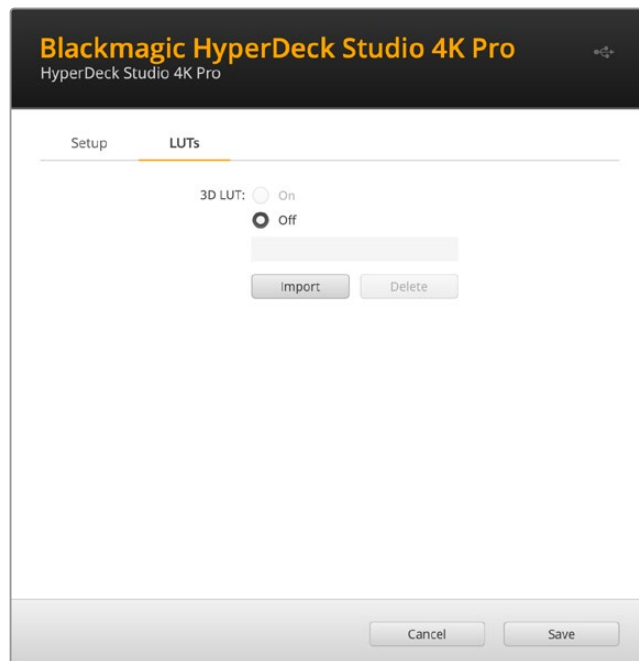 Blackmagic HyperDeck Studio 4K Pro
HyperDeck Studio 4K Pro
Setup LUTs
3D LUT: On
Off
Import Delete
Cancel Save